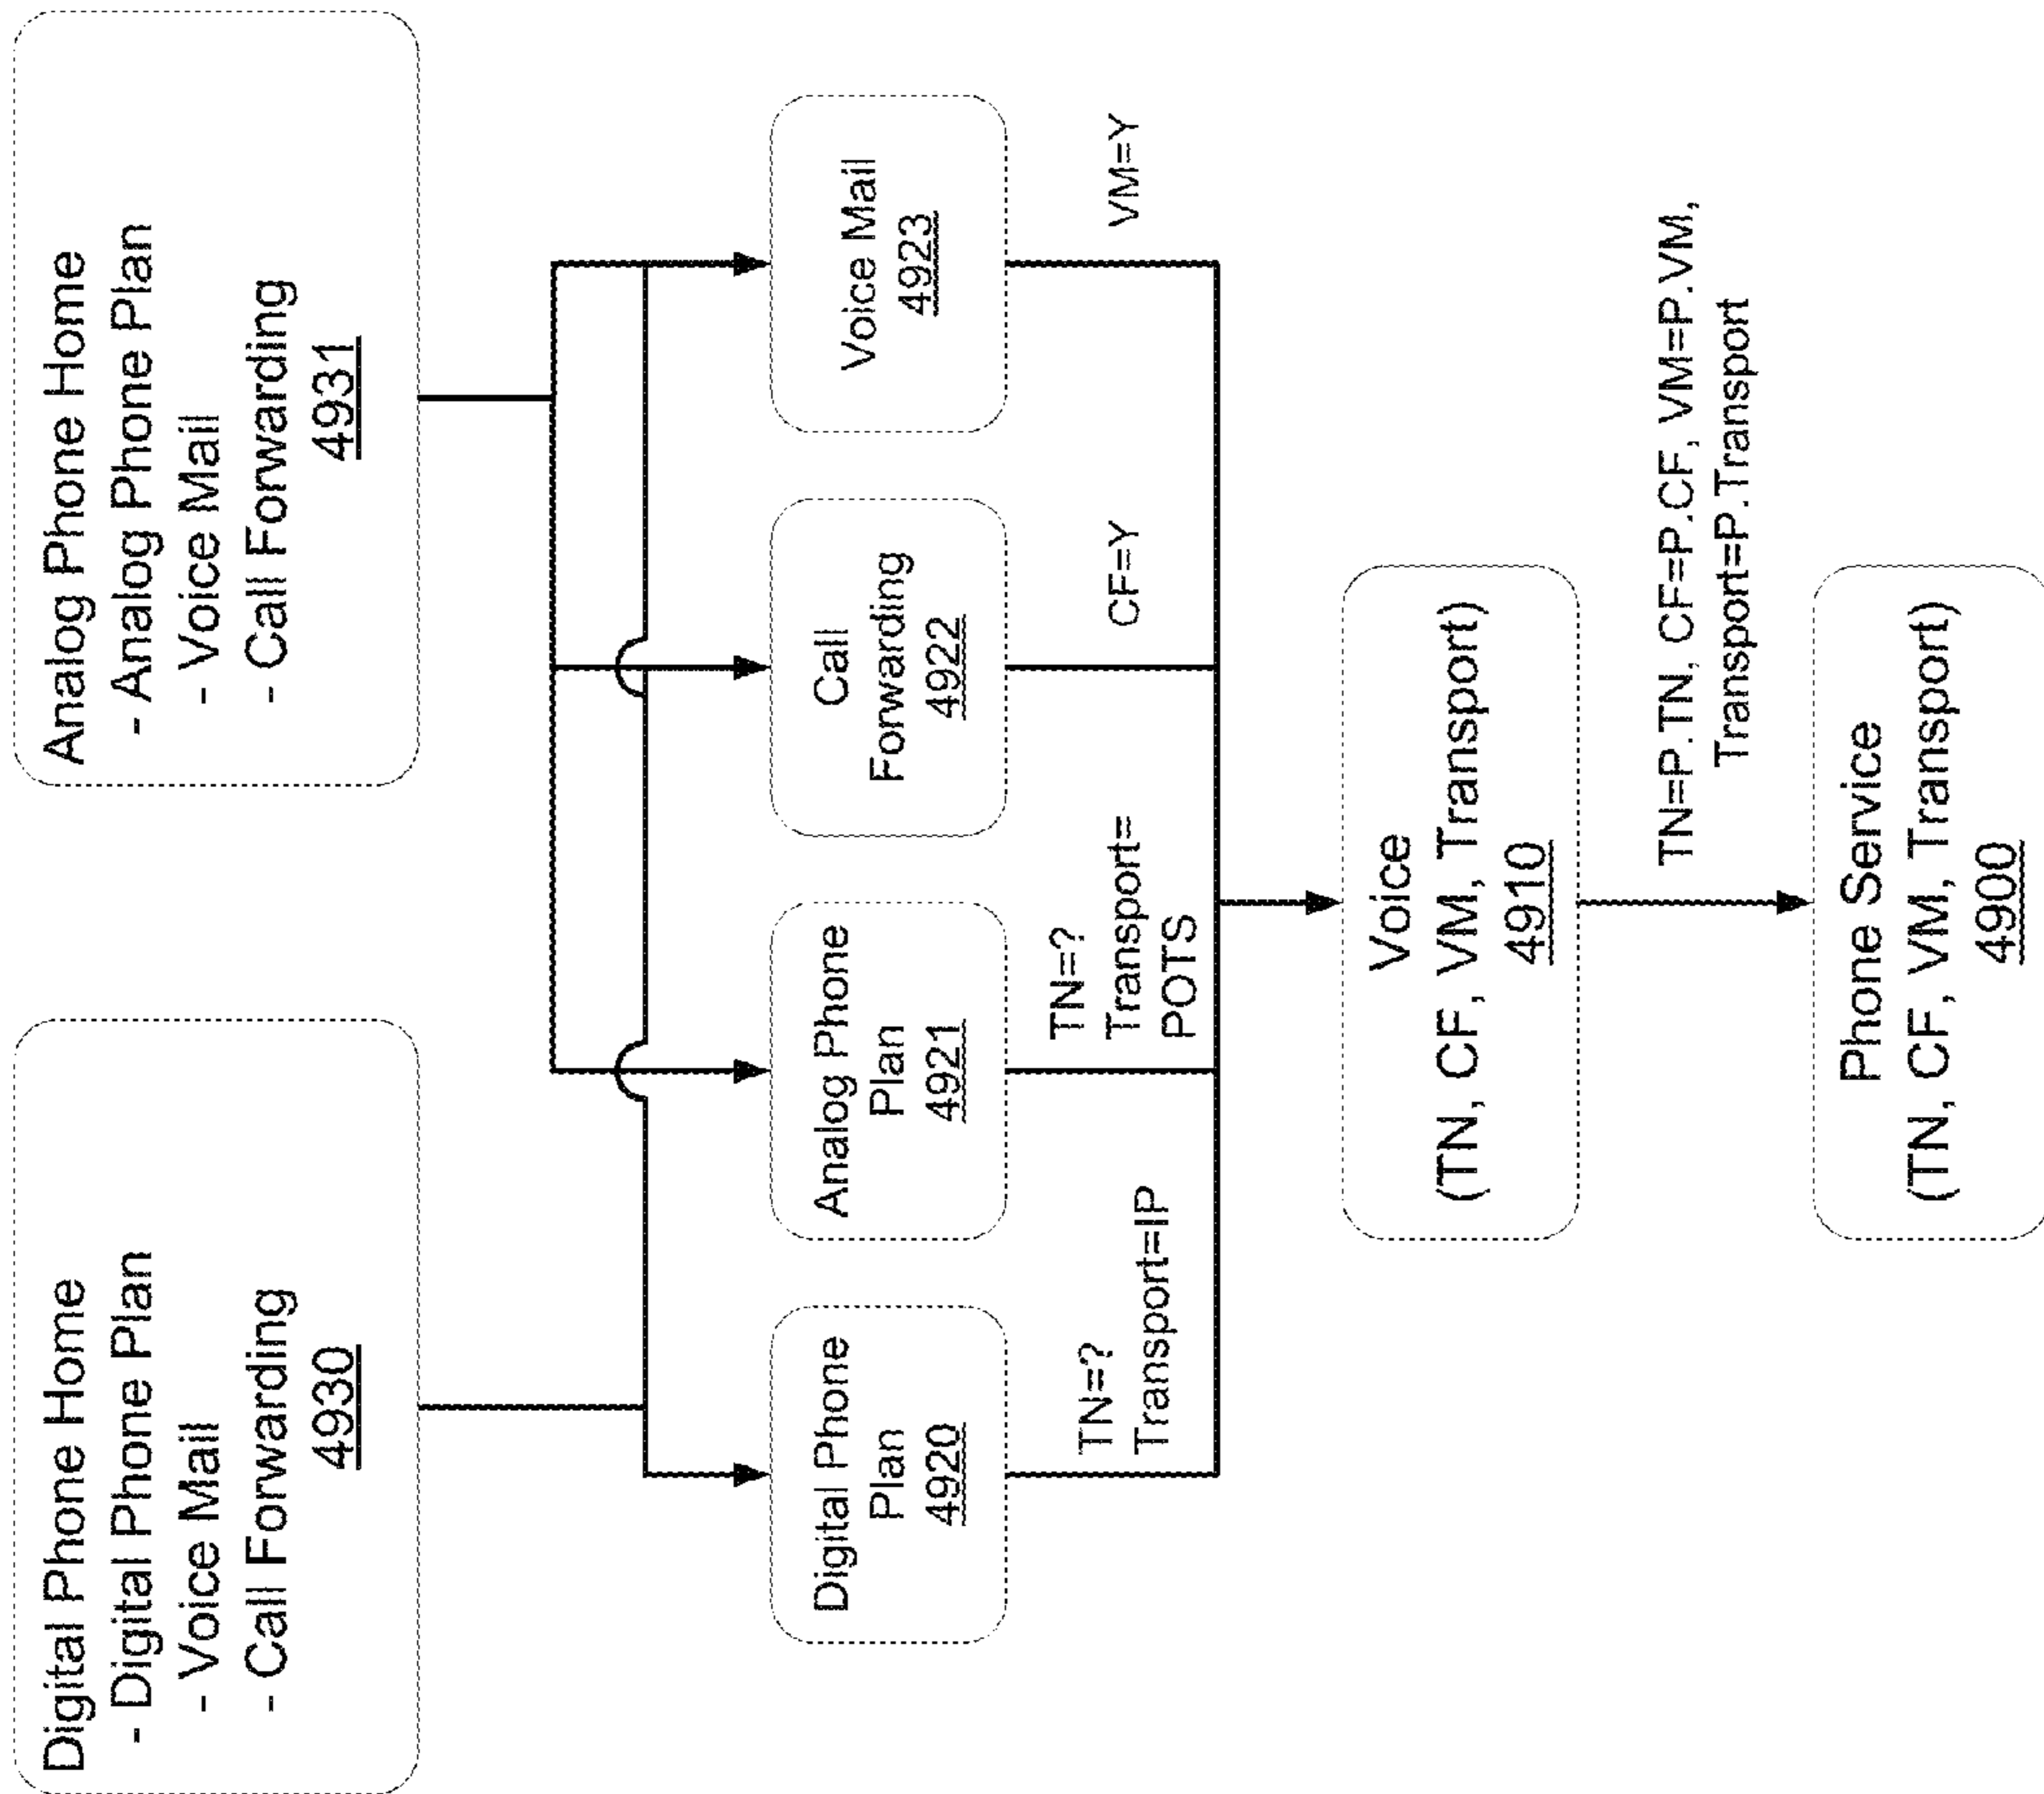 Digital Phone Home
- Digital Phone Plan
- Voice Mail
- Call Forwarding
4930
Analog Phone Home
- Analog Phone Plan
- Voice Mail
- Call Forwarding
4931
Digital Phone
Plan
4920
Analog Phone
Plan
4921
Call
Forwarding
4922
Voice Mail
4923
TN=?
Transport=IP
TN=?
Transport=
POTS
CF=Y
VM=Y
Voice
(TN, CF, VM, Transport)
4910
TN=P.TN, CF=P.CF, VM=P.VM,
Transport=P.Transport
Phone Service
(TN, CF, VM, Transport)
4900